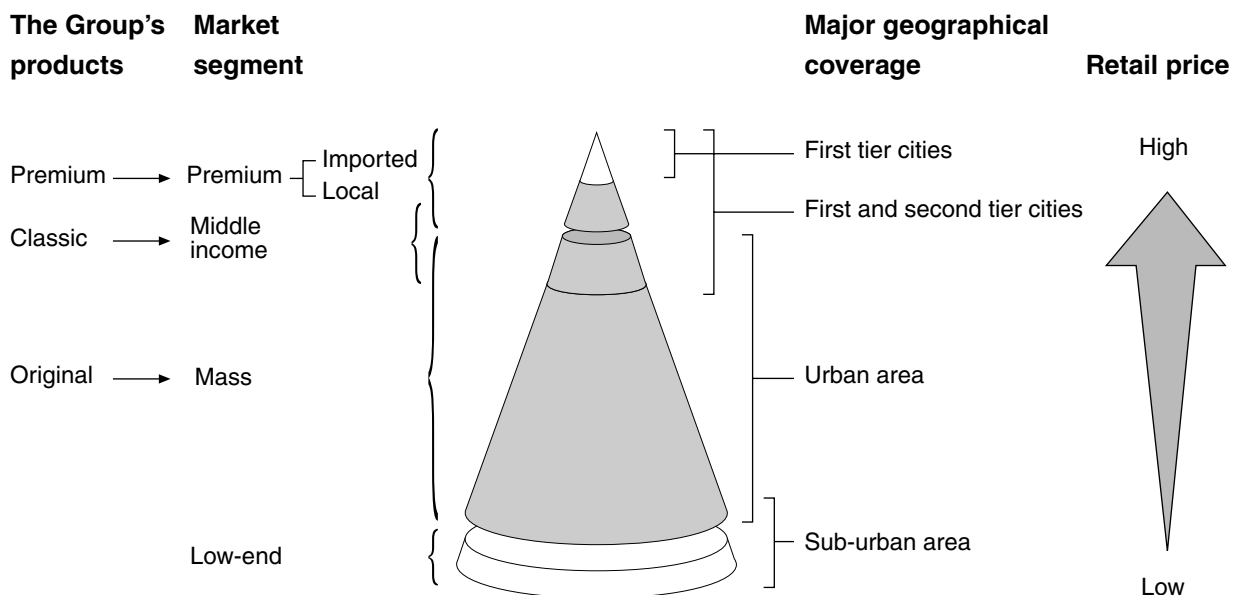 The Group's
products
Market
segment
Major geographical
coverage
Retail price
Premium
Premium
Imported
Local
First tier cities
High
Classic
Middle
income
First and second tier cities
Original
Mass
Urban area
Low-end
Sub-urban area
Low